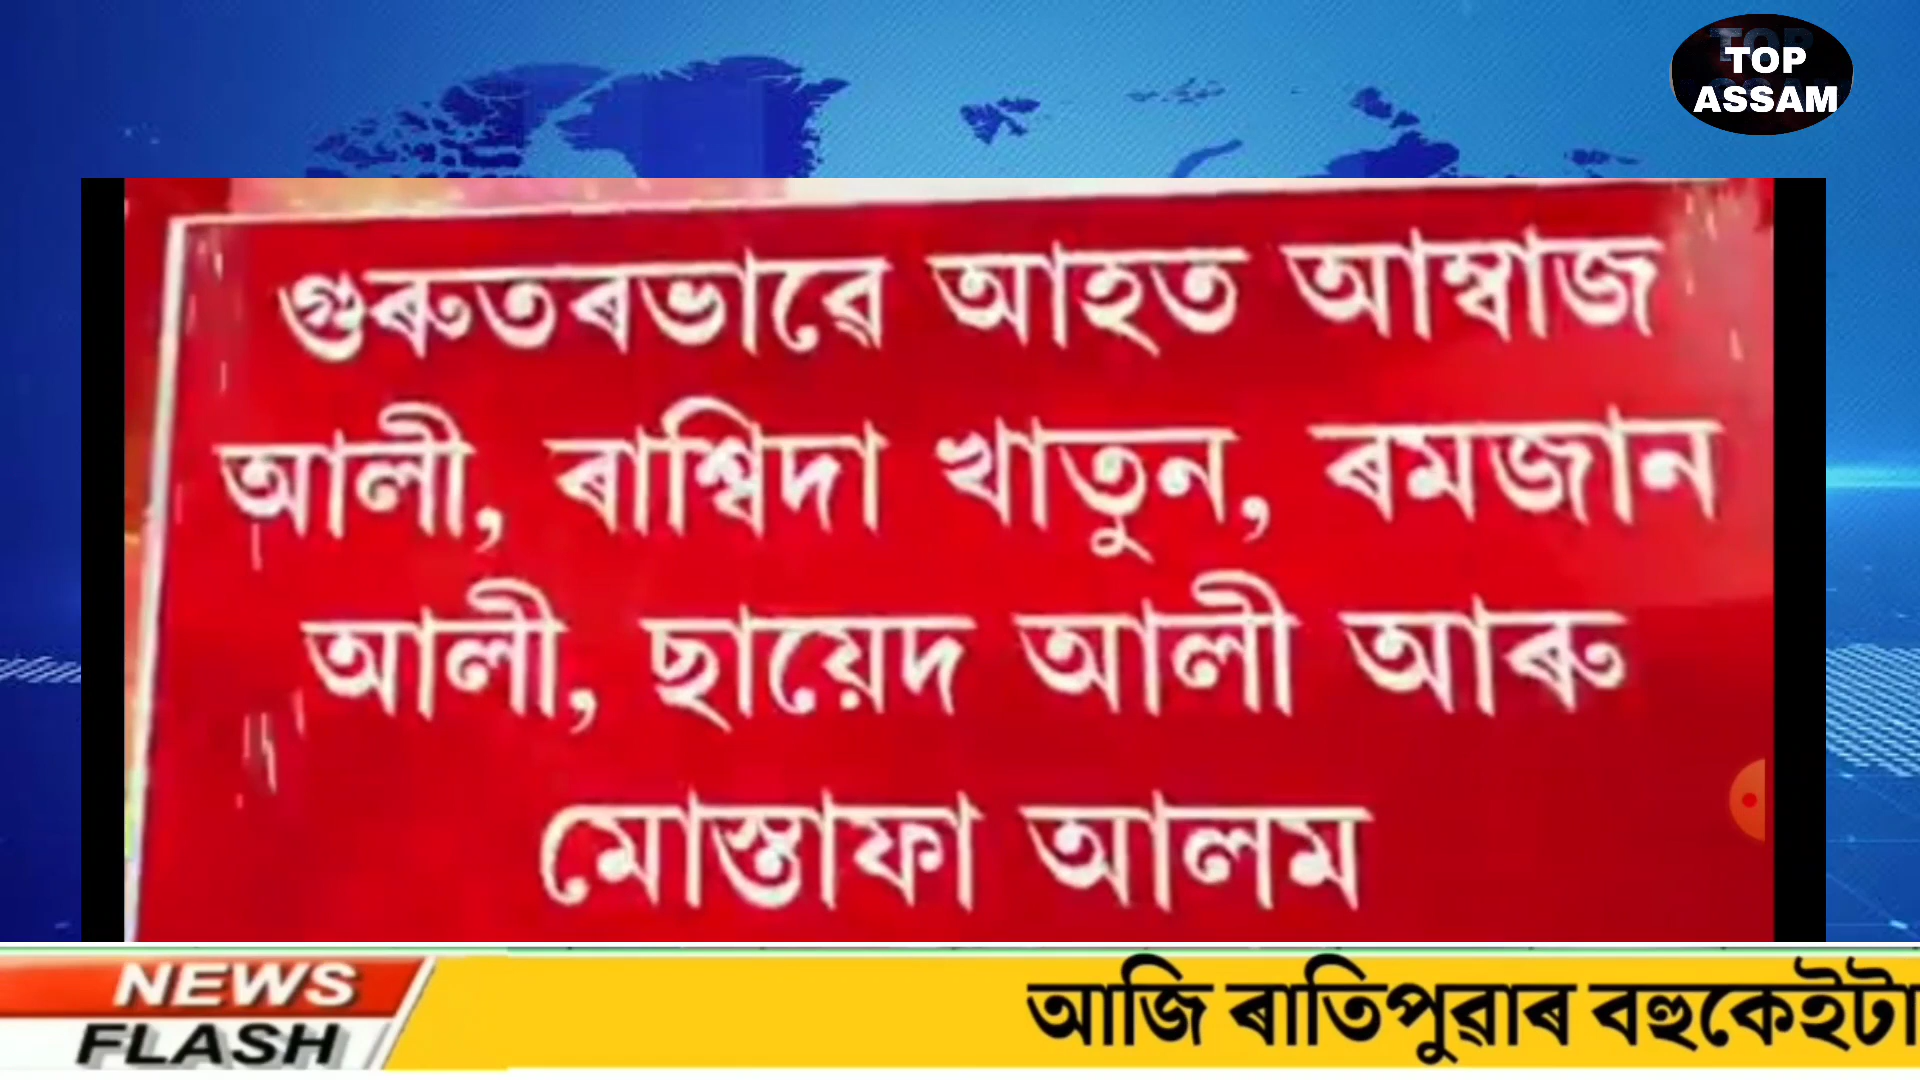 TOP
ASSAM
গুৰুতৰভাৱে আহত আম্বাজ
আলী, ৰাশ্বিদা খাতুন, ৰমজান
আলী, ছায়েদ আলী আৰু
মোস্তাফা আলম
NEWS
FLASH
আজি ৰাতিপুৱাৰ বহুকেইটা